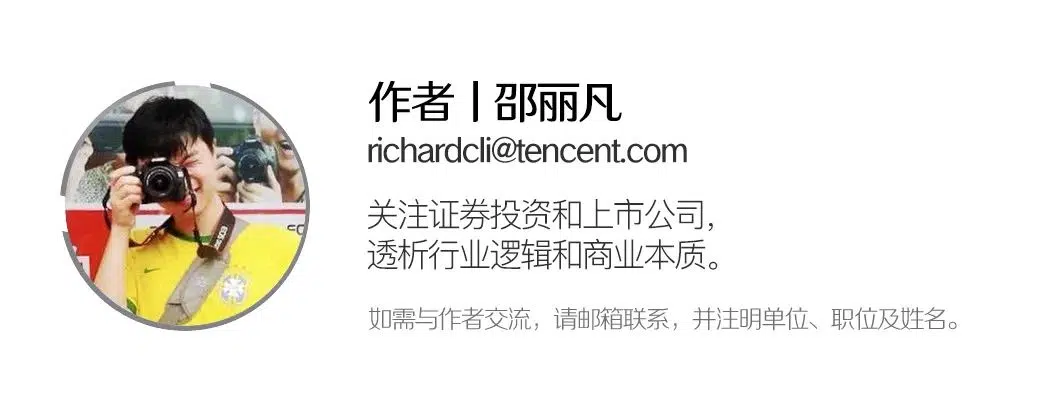 作者 | 邵丽凡
richardcli@tencent.com
关注证券投资和上市公司，
透析行业逻辑和商业本质。
如需与作者交流，请邮箱联系，并注明单位、职位及姓名。